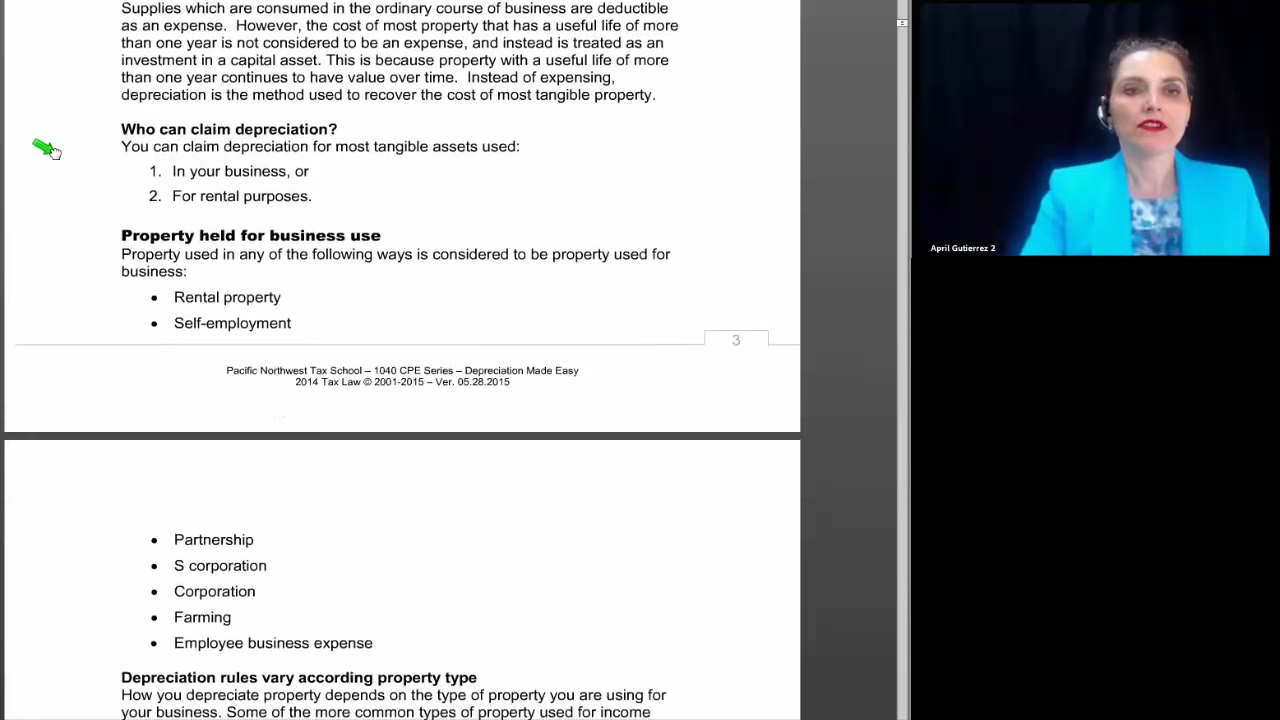 Supplies which are consumed in the ordinary course of business are deductible
as an expense.  However, the cost of most property that has a useful life of more
than one year is not considered to be an expense, and instead is treated as an
investment in a capital asset. This is because property with a useful life of more
than one year continues to have value over time.  Instead of expensing,
depreciation is the method used to recover the cost of most tangible property.
Who can claim depreciation?
You can claim depreciation for most tangible assets used:
1. In your business, or
2. For rental purposes.
Property held for business use
Property used in any of the following ways is considered to be property used for
business:
• Rental property
• Self-employment
3
Pacific Northwest Tax School – 1040 CPE Series – Depreciation Made Easy
2014 Tax Law © 2001-2015 – Ver. 05.28.2015
• Partnership
• S corporation
• Corporation
• Farming
• Employee business expense
Depreciation rules vary according property type
How you depreciate property depends on the type of property you are using for
your business. Some of the more common types of property used for income
April Gutierrez 2